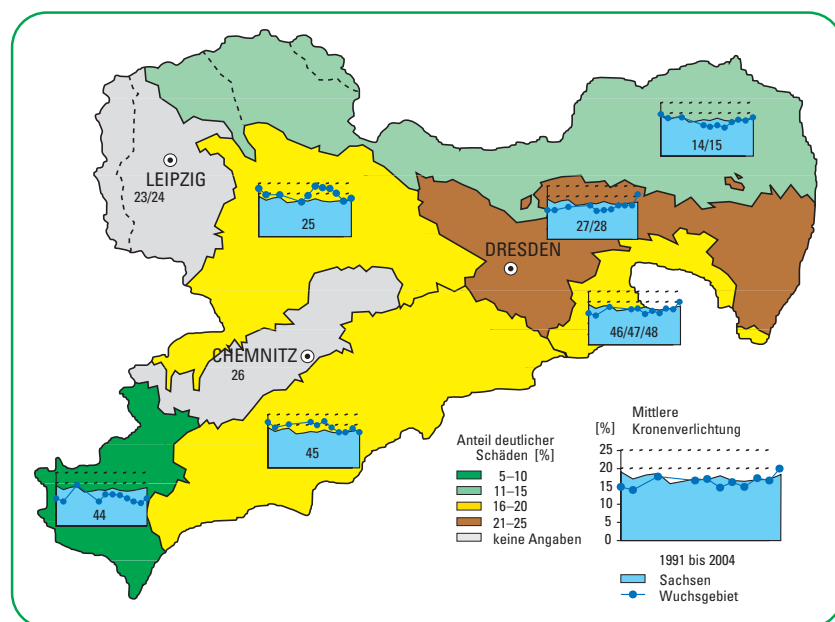 14/15
LEIPZIG
23/24
25
27/28
DRESDEN
46/47/48
CHEMNITZ
26
45
44
Anteil deutlicher
Schäden [%]
5–10
11–15
16–20
21–25
keine Angaben
Mittlere
[%] Kronenverlichtung
25
20
15
10
5
0
1991 bis 2004
Sachsen
Wuchsgebiet